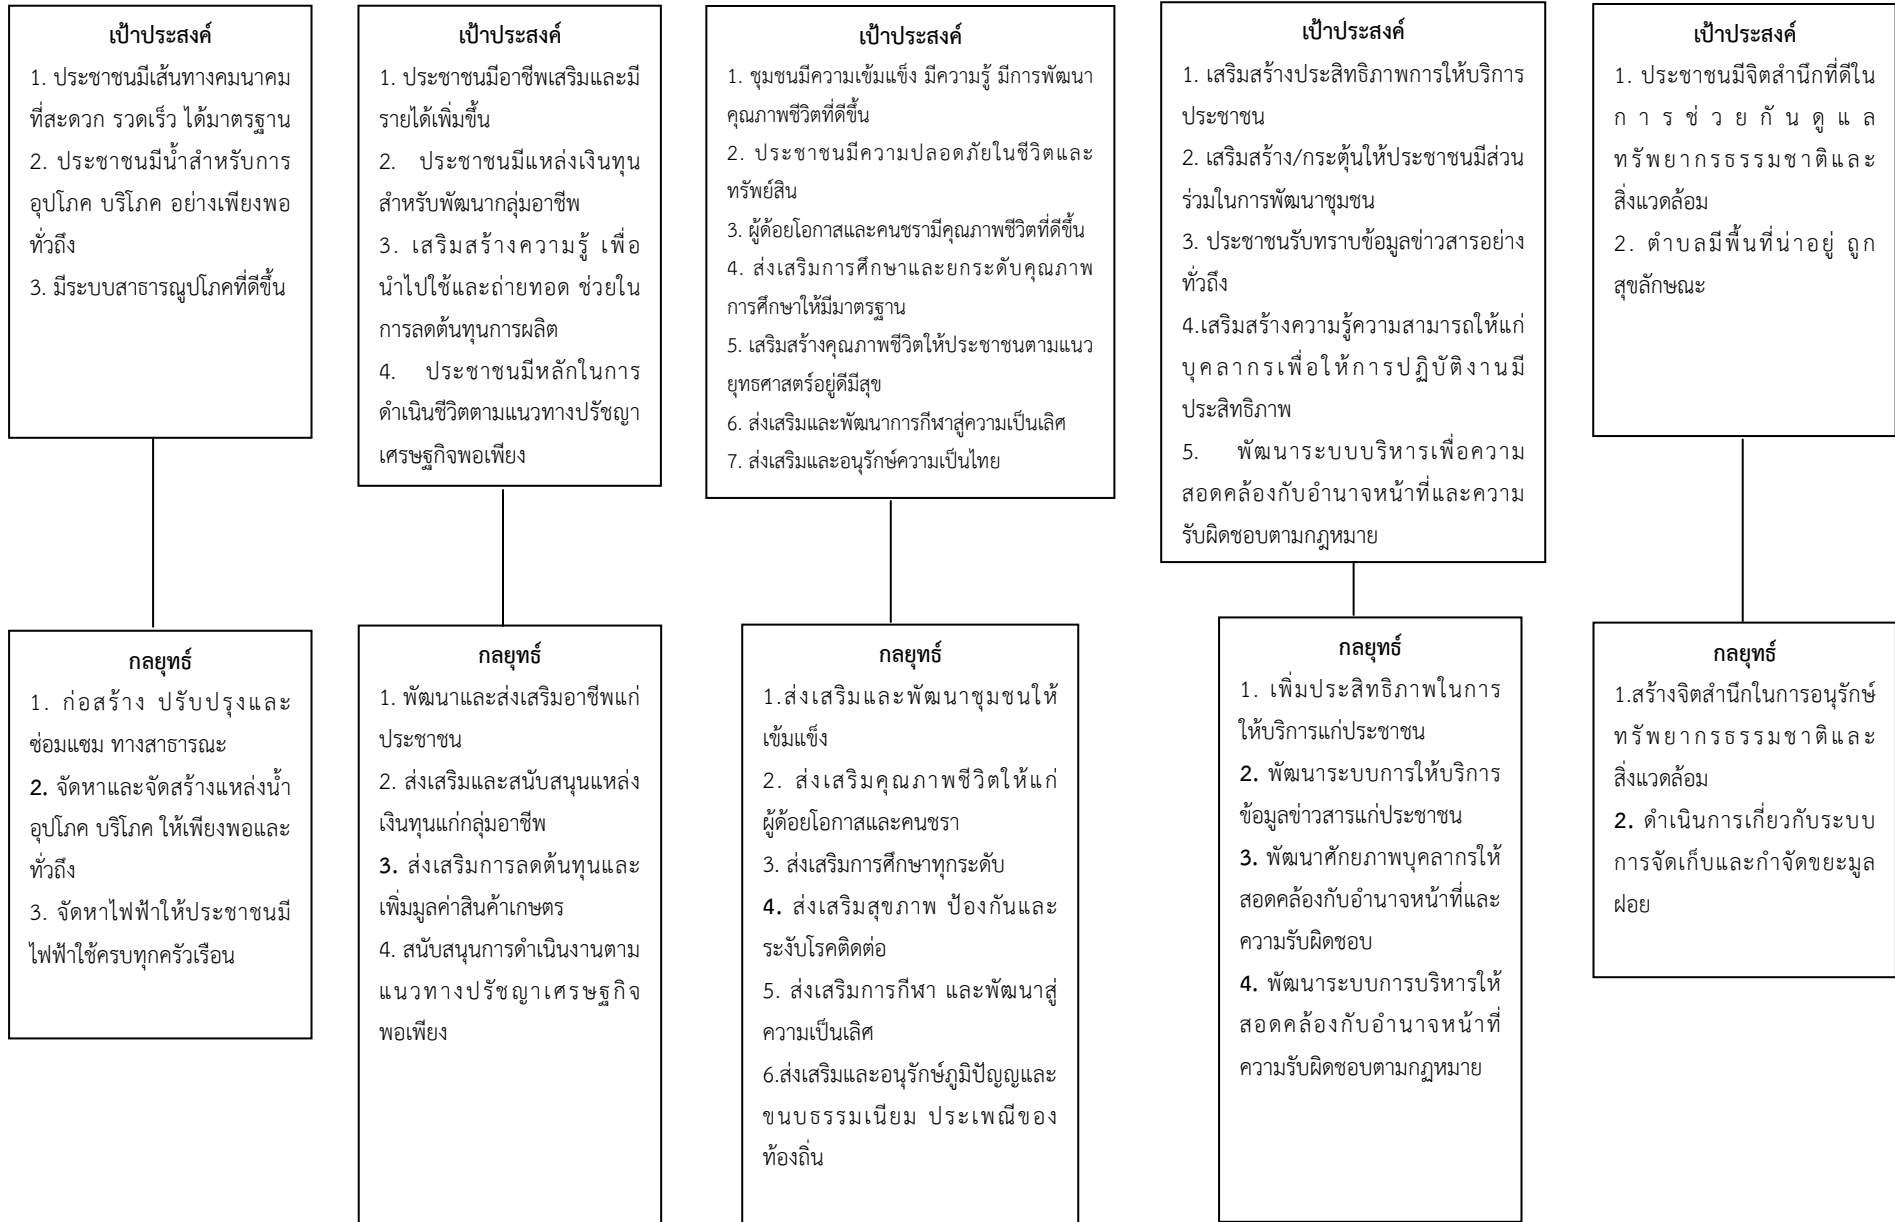 เป้าประสงค์
1. ประชาชนมีเส้นทางคมนาคม
ที่สะดวก รวดเร็ว ได้มาตรฐาน
2. ประชาชนมีน้ำสำหรับการ
อุปโภค บริโภค อย่างเพียงพอ
ทั่วถึง
3. มีระบบสาธารณูปโภคที่ดีขึ้น
เป้าประสงค์
1. ประชาชนมีอาชีพเสริมและมี
รายได้เพิ่มขึ้น
2. ประชาชนมีแหล่งเงินทุน
สำหรับพัฒนากลุ่มอาชีพ
3. เสริมสร้างความรู้ เพื่อ
นำไปใช้และถ่ายทอด ช่วยใน
การลดต้นทุนการผลิต
4. ประชาชนมีหลักในการ
ดำเนินชีวิตตามแนวทางปรัชญา
เศรษฐกิจพอเพียง
เป้าประสงค์
1. ชุมชนมีความเข้มแข็ง มีความรู้ มีการพัฒนา
คุณภาพชีวิตที่ดีขึ้น
2. ประชาชนมีความปลอดภัยในชีวิตและ
ทรัพย์สิน
3. ผู้ด้อยโอกาสและคนชรามีคุณภาพชีวิตที่ดีขึ้น
4. ส่งเสริมการศึกษาและยกระดับคุณภาพ
การศึกษาให้มีมาตรฐาน
5. เสริมสร้างคุณภาพชีวิตให้ประชาชนตามแนว
ยุทธศาสตร์อยู่ดีมีสุข
6. ส่งเสริมและพัฒนาการกีฬาสู่ความเป็นเลิศ
7. ส่งเสริมและอนุรักษ์ความเป็นไทย
เป้าประสงค์
1. เสริมสร้างประสิทธิภาพการให้บริการ
ประชาชน
2. เสริมสร้าง/กระตุ้นให้ประชาชนมีส่วน
ร่วมในการพัฒนาชุมชน
3. ประชาชนรับทราบข้อมูลข่าวสารอย่าง
ทั่วถึง
4.เสริมสร้างความรู้ความสามารถให้แก่
บุคลากรเพื่อให้การปฏิบัติงานมี
ประสิทธิภาพ
5. พัฒนาระบบบริหารเพื่อความ
สอดคล้องกับอำนาจหน้าที่และความ
รับผิดชอบตามกฎหมาย
เป้าประสงค์
1. ประชาชนมีจิตสำนึกที่ดีใน
การช่วยกันดูแล
ทรัพยากรธรรมชาติและ
สิ่งแวดล้อม
2. ตำบลมีพื้นที่น่าอยู่ ถูก
สุขลักษณะ
กลยุทธ์
1. ก่อสร้าง ปรับปรุงและ
ซ่อมแซม ทางสาธารณะ
2. จัดหาและจัดสร้างแหล่งน้ำ
อุปโภค บริโภค ให้เพียงพอและ
ทั่วถึง
3. จัดหาไฟฟ้าให้ประชาชนมี
ไฟฟ้าใช้ครบทุกครัวเรือน
กลยุทธ์
1. พัฒนาและส่งเสริมอาชีพแก่
ประชาชน
2. ส่งเสริมและสนับสนุนแหล่ง
เงินทุนแก่กลุ่มอาชีพ
3. ส่งเสริมการลดต้นทุนและ
เพิ่มมูลค่าสินค้าเกษตร
4. สนับสนุนการดำเนินงานตาม
แนวทางปรัชญาเศรษฐกิจ
พอเพียง
กลยุทธ์
1.ส่งเสริมและพัฒนาชุมชนให้
เข้มแข็ง
2. ส่งเสริมคุณภาพชีวิตให้แก่
ผู้ด้อยโอกาสและคนชรา
3. ส่งเสริมการศึกษาทุกระดับ
4. ส่งเสริมสุขภาพ ป้องกันและ
ระงับโรคติดต่อ
5. ส่งเสริมการกีฬา และพัฒนาสู่
ความเป็นเลิศ
6.ส่งเสริมและอนุรักษ์ภูมิปัญญและ
ขนบธรรมเนียม ประเพณีของ
ท้องถิ่น
กลยุทธ์
1. เพิ่มประสิทธิภาพในการ
ให้บริการแก่ประชาชน
2. พัฒนาระบบการให้บริการ
ข้อมูลข่าวสารแก่ประชาชน
3. พัฒนาศักยภาพบุคลากรให้
สอดคล้องกับอำนาจหน้าที่และ
ความรับผิดชอบ
4. พัฒนาระบบการบริหารให้
สอดคล้องกับอำนาจหน้าที่
ความรับผิดชอบตามกฏหมาย
กลยุทธ์
1.สร้างจิตสำนึกในการอนุรักษ์
ทรัพยากรธรรมชาติและ
สิ่งแวดล้อม
2. ดำเนินการเกี่ยวกับระบบ
การจัดเก็บและกำจัดขยะมูล
ฝอย